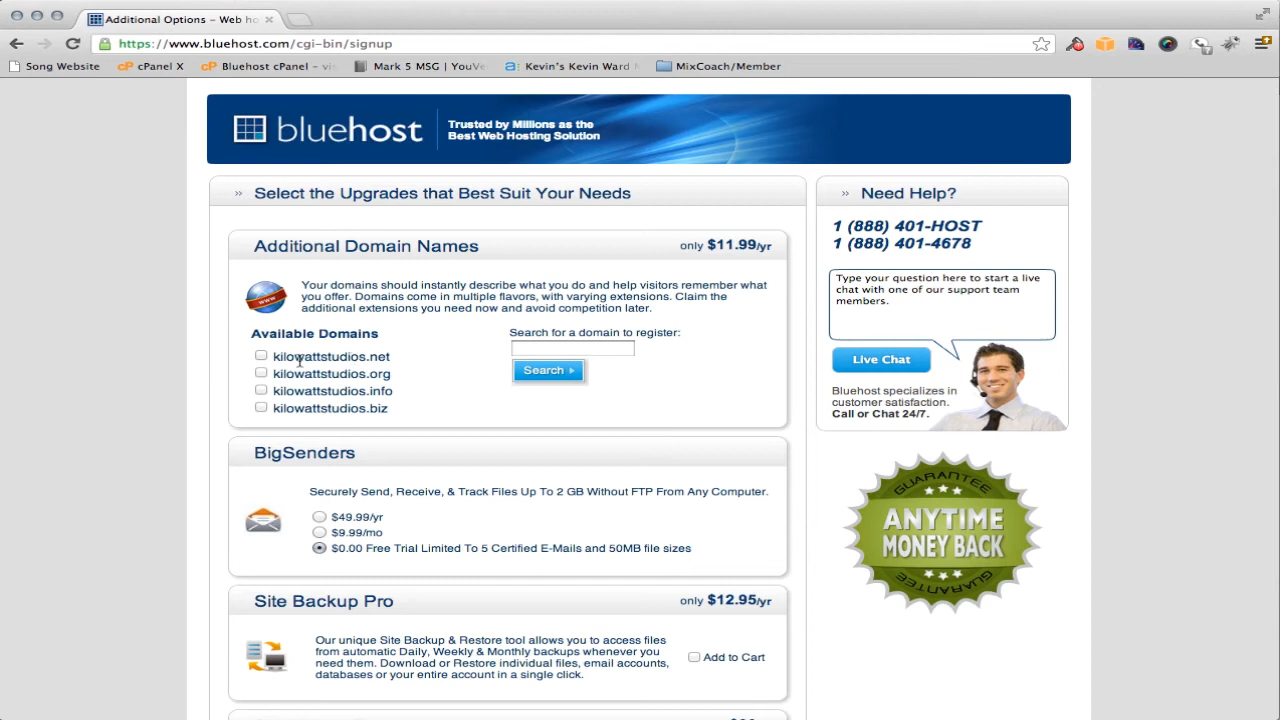 Additional Options – Web ho
https://www.bluehost.com/cgi-bin/signup
Song Website
cP cPanel X
cP Bluehost cPanel – vi
Mark 5 MSG | YouV
a: Kevin's Kevin Ward
MixCoach/Member
bluehost
Trusted by Millions as the
Best Web Hosting Solution
Select the Upgrades that Best Suit Your Needs
Additional Domain Names only $11.99/yr
www
Your domains should instantly describe what you do and help visitors remember what
you offer. Domains come in multiple flavors, with varying extensions. Claim the
additional extensions you need now and avoid competition later.
Available Domains
kilowattstudios.net
kilowattstudios.org
kilowattstudios.info
kilowattstudios.biz
Search for a domain to register:
Search
BigSenders
Securely Send, Receive, & Track Files Up To 2 GB Without FTP From Any Computer.
$49.99/yr
$9.99/mo
$0.00 Free Trial Limited To 5 Certified E-Mails and 50MB file sizes
Site Backup Pro only $12.95/yr
Our unique Site Backup & Restore tool allows you to access files
from automatic Daily, Weekly & Monthly backups whenever you
need them. Download or Restore individual files, email accounts,
databases or your entire account in a single click.
Add to Cart
Need Help?
1 (888) 401-HOST
1 (888) 401-4678
Type your question here to start a live
chat with one of our support team
members.
Live Chat
Bluehost specializes in
customer satisfaction.
Call or Chat 24/7.
GUARANTEE
ANYTIME
MONEY BACK
GUARANTEE